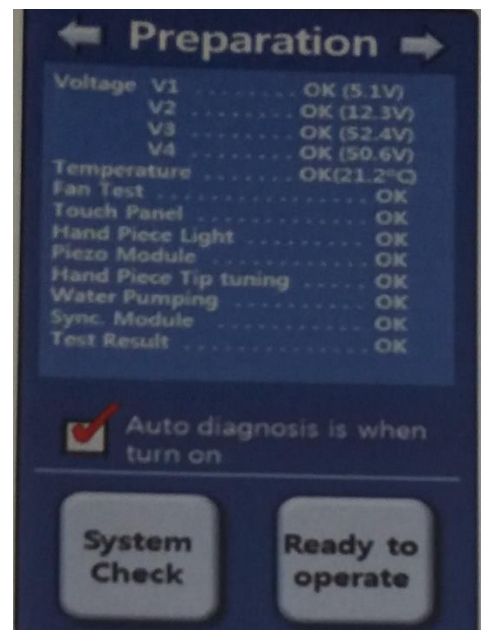 Preparation
Voltage V1 ........ OK (5.1V)
V2 ........ OK (12.3V)
V3 ........ OK (52.4V)
V4 ........ OK (50.6V)
Temperature ........ OK(21.2°C)
Fan Test ................ OK
Touch Panel ............ OK
Hand Piece Light ......... OK
Piezo Module ............ OK
Hand Piece Tip tuning ..... OK
Water Pumping .......... OK
Sync. Module ........... OK
Test Result .............. OK
Auto diagnosis is when
turn on
System
Check
Ready to
operate